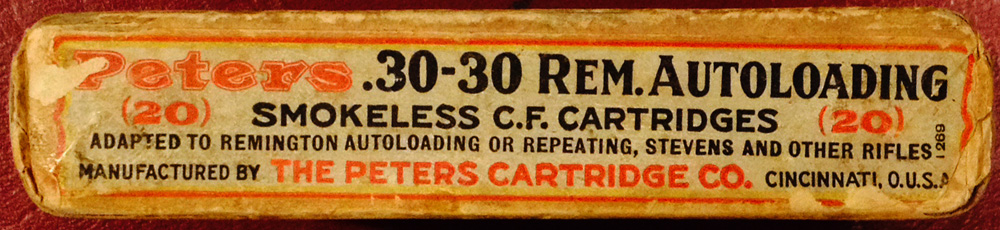 Peters .30-30 REM. AUTOLOADING
(20) SMOKELESS C.F. CARTRIDGES (20)
ADAPTED TO REMINGTON AUTOLOADING OR REPEATING, STEVENS AND OTHER RIFLES
1269
MANUFACTURED BY THE PETERS CARTRIDGE CO. CINCINNATI, O.U.S.A